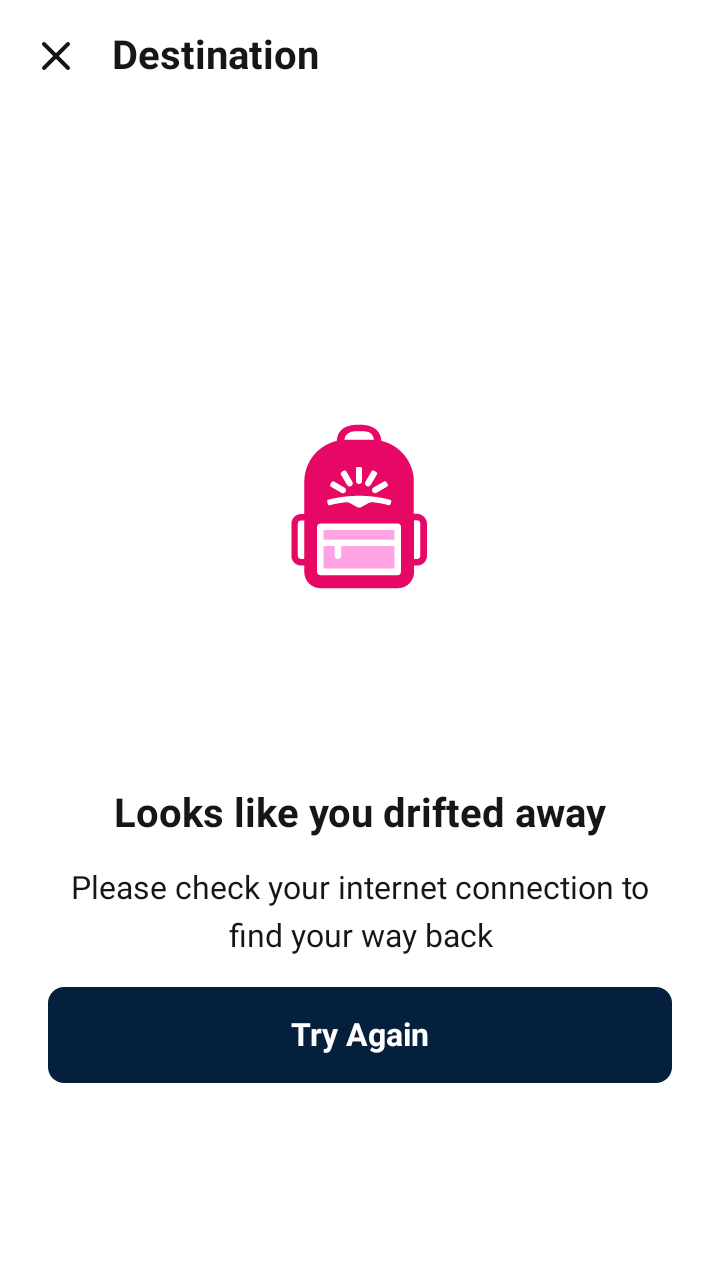 Destination
Looks like you drifted away
Please check your internet connection to
find your way back
Try Again